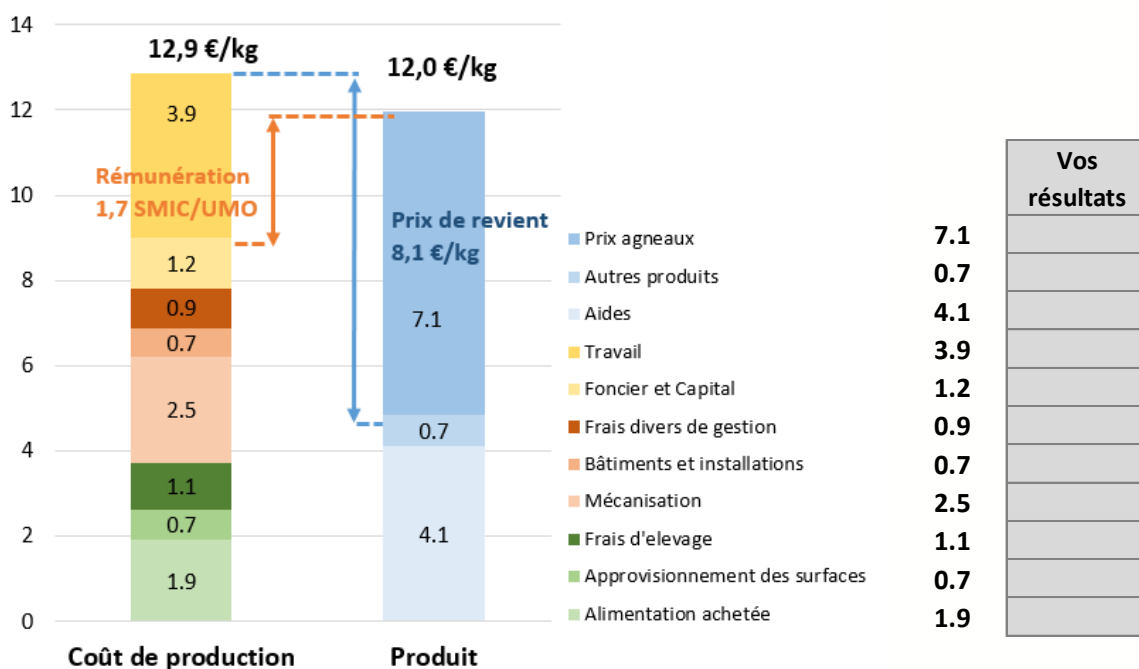 14
12
10
8
6
4
2
0
12,9 €/kg
3.9
1.2
0.9
0.7
2.5
1.1
0.7
1.9
Coût de production
Rémunération
1,7 SMIC/UMO
12,0 €/kg
Prix de revient
8,1 €/kg
7.1
0.7
4.1
Produit
Vos
résultats
Prix agneaux 7.1
Autres produits 0.7
Aides 4.1
Travail 3.9
Foncier et Capital 1.2
Frais divers de gestion 0.9
Bâtiments et installations 0.7
Mécanisation 2.5
Frais d'elevage 1.1
Approvisionnement des surfaces 0.7
Alimentation achetée 1.9